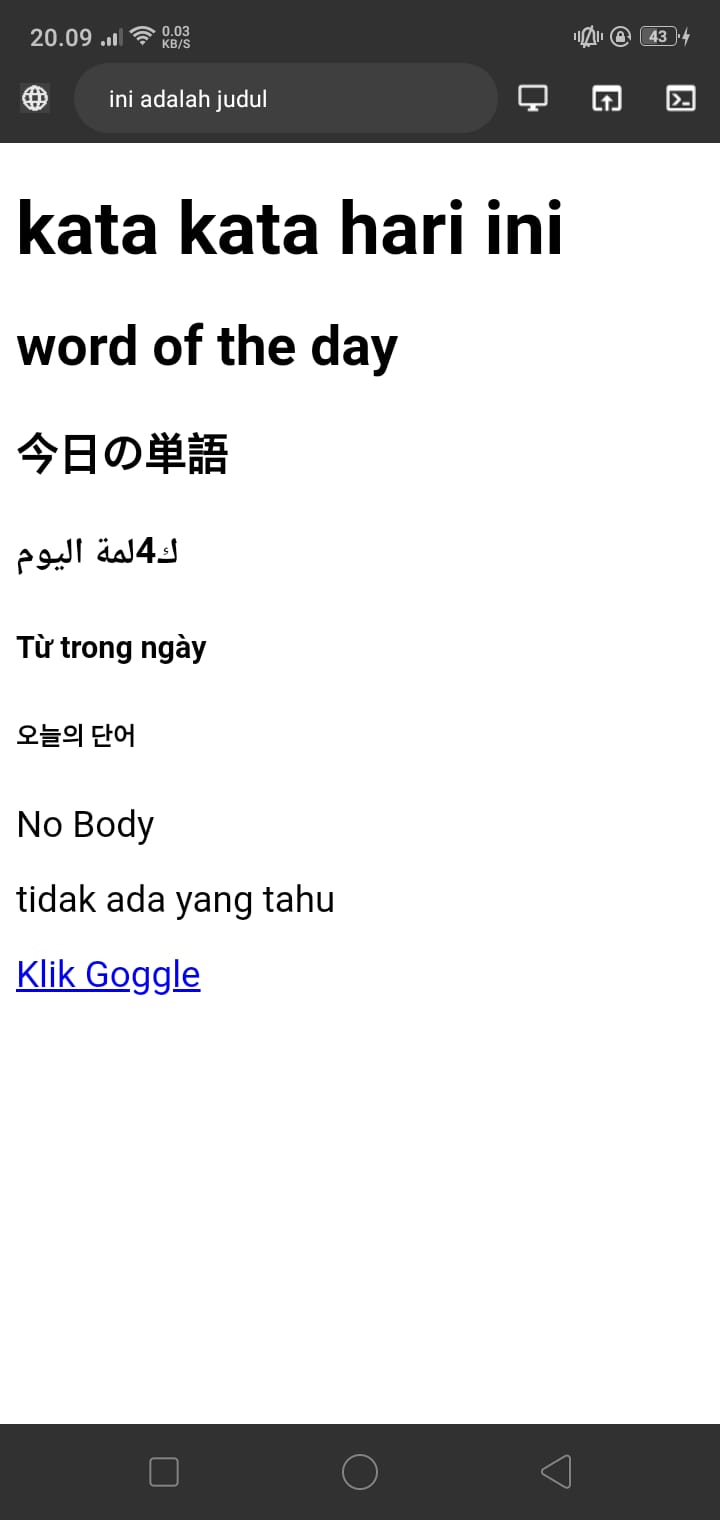 20.09
0.03
KB/S
43
ini adalah judul
kata kata hari ini
word of the day
今日の単語
ك4لمة اليوم
Từ trong ngày
오늘의 단어
No Body
tidak ada yang tahu
Klik Goggle